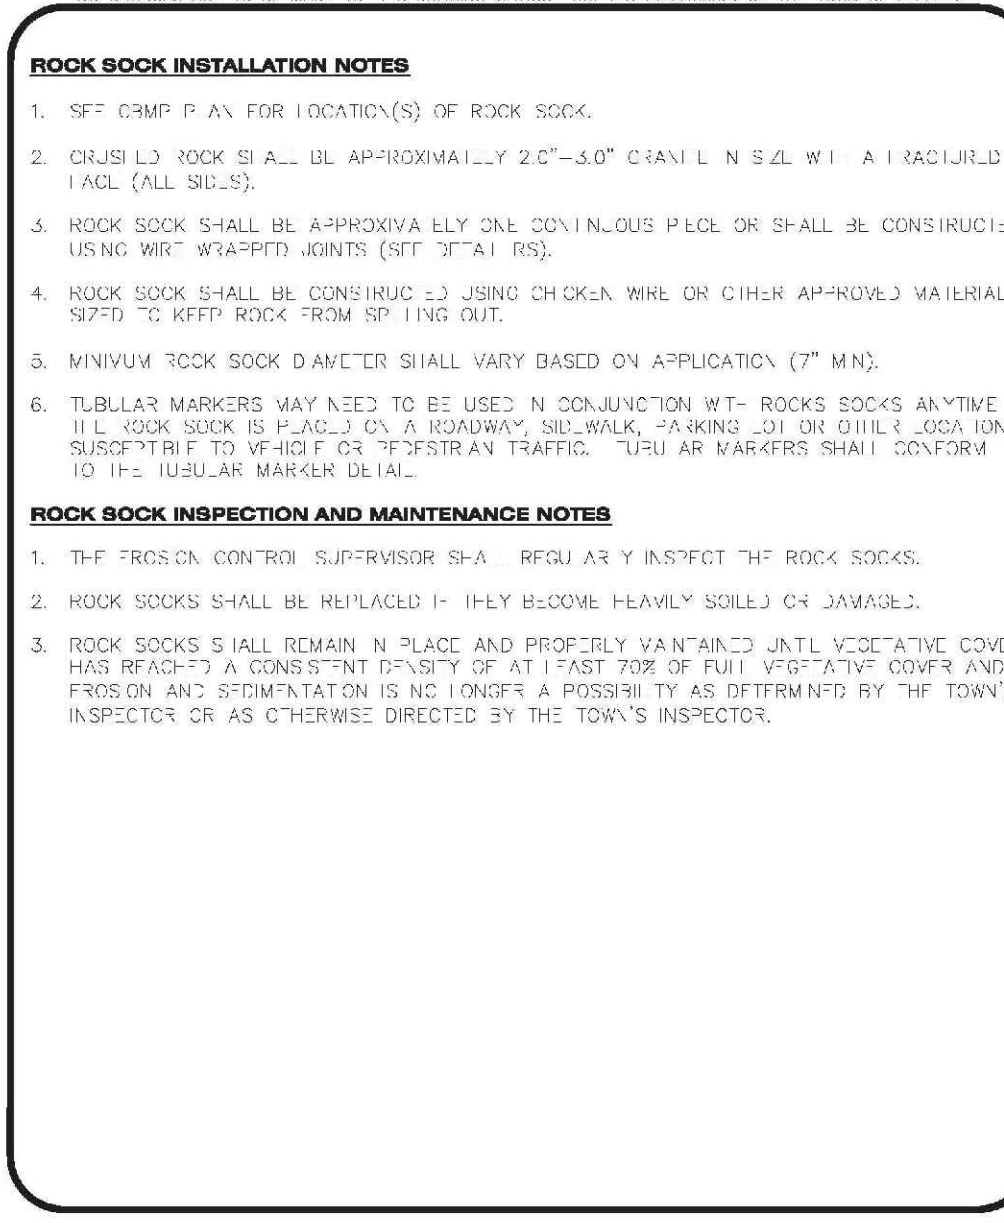 ROCK SOCK INSTALLATION NOTES
1. SEE CBMP PLAN FOR LOCATION(S) OF ROCK SOCK.
2. CRUSHED ROCK SHALL BE APPROXIMATELY 2.0"-3.0" GRANITE IN SIZE WITH A FRACTURED
FACE (ALL SIDES).
3. ROCK SOCK SHALL BE APPROXIMATELY ONE CONTINUOUS PIECE OR SHALL BE CONSTRUCTE
USING WIRE WRAPPED JOINTS (SEE DETAIL RS).
4. ROCK SOCK SHALL BE CONSTRUCTED USING CHICKEN WIRE OR OTHER APPROVED MATERIAL
SIZED TO KEEP ROCK FROM SPILLING OUT.
5. MINIMUM ROCK SOCK DIAMETER SHALL VARY BASED ON APPLICATION (7" MIN).
6. TUBULAR MARKERS MAY NEED TO BE USED IN CONJUNCTION WITH ROCKS SOCKS ANYTIME
THE ROCK SOCK IS PLACED ON A ROADWAY, SIDEWALK, PARKING LOT OR OTHER LOCATION
SUSCEPTIBLE TO VEHICLE OR PEDESTRIAN TRAFFIC. TUBULAR MARKERS SHALL CONFORM
TO THE TUBULAR MARKER DETAIL.
ROCK SOCK INSPECTION AND MAINTENANCE NOTES
1. THE EROSION CONTROL SUPERVISOR SHALL REGULARLY INSPECT THE ROCK SOCKS.
2. ROCK SOCKS SHALL BE REPLACED IF THEY BECOME HEAVILY SOILED OR DAMAGED.
3. ROCK SOCKS SHALL REMAIN IN PLACE AND PROPERLY MAINTAINED UNTIL VEGETATIVE COVE
HAS REACHED A CONSISTENT DENSITY OF AT LEAST 70% OF FULL VEGETATIVE COVER AND
EROSION AND SEDIMENTATION IS NO LONGER A POSSIBILITY AS DETERMINED BY THE TOWN'
INSPECTOR OR AS OTHERWISE DIRECTED BY THE TOWN'S INSPECTOR.